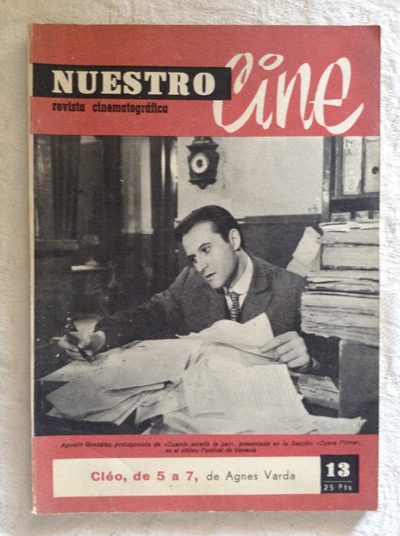 NUESTRO
cine
revista cinematográfica
Agustín González, protagonista de «Cuando estalló la paz», presentada en la Sección «Opera Prima»,
en el último Festival de Venecia
Cléo, de 5 a 7, de Agnes Varda
13
25 Pts